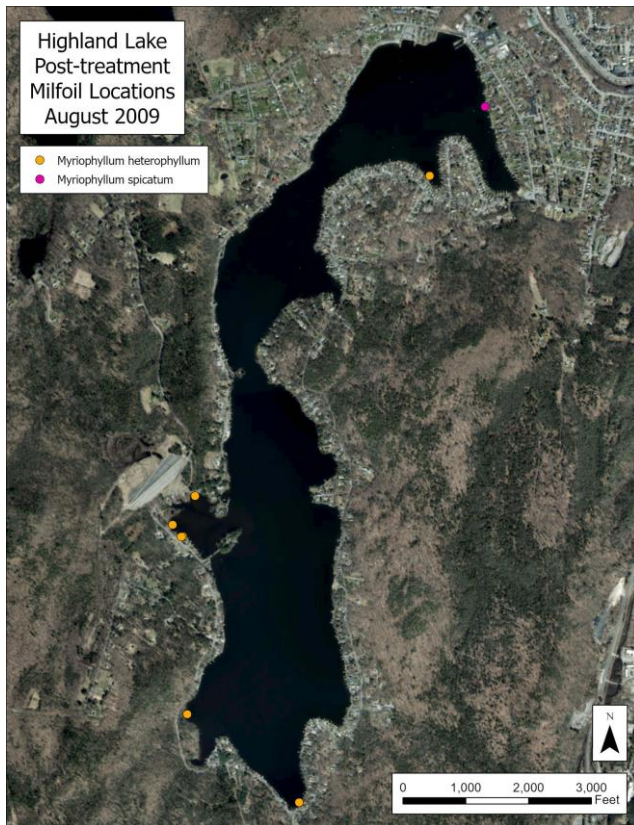 Highland Lake
Post-treatment
Milfoil Locations
August 2009
Myriophyllum heterophyllum
Myriophyllum spicatum
N
0 1,000 2,000 3,000
Feet